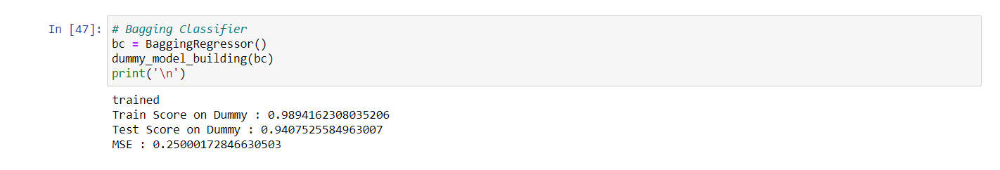 In [47]: # Bagging Classifier
bc = BaggingRegressor()
dummy_model_building(bc)
print('\n')
trained
Train Score on Dummy : 0.9894162308035206
Test Score on Dummy : 0.9407525584963007
MSE : 0.25000172846630503